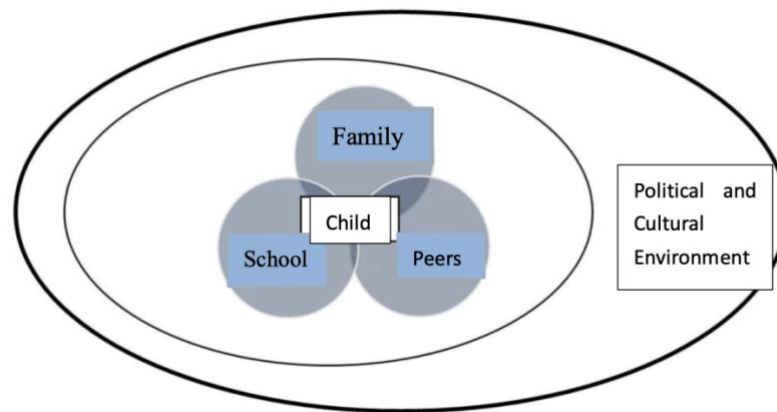 Family
Child
School
Peers
Political and
Cultural
Environment